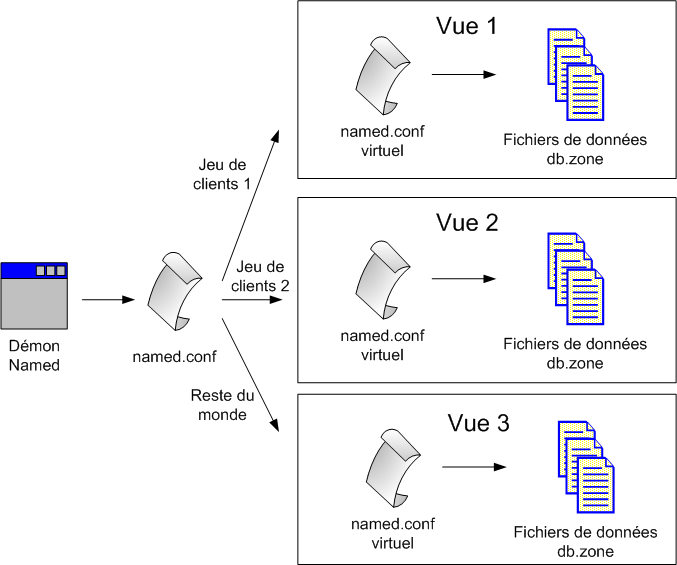 Vue 1
named.conf
virtuel
Fichiers de données
db.zone
Jeu de
clients 1
Vue 2
Jeu de
clients 2
named.conf
virtuel
Fichiers de données
db.zone
Démon
Named
named.conf
Reste du
monde
Vue 3
named.conf
virtuel
Fichiers de données
db.zone